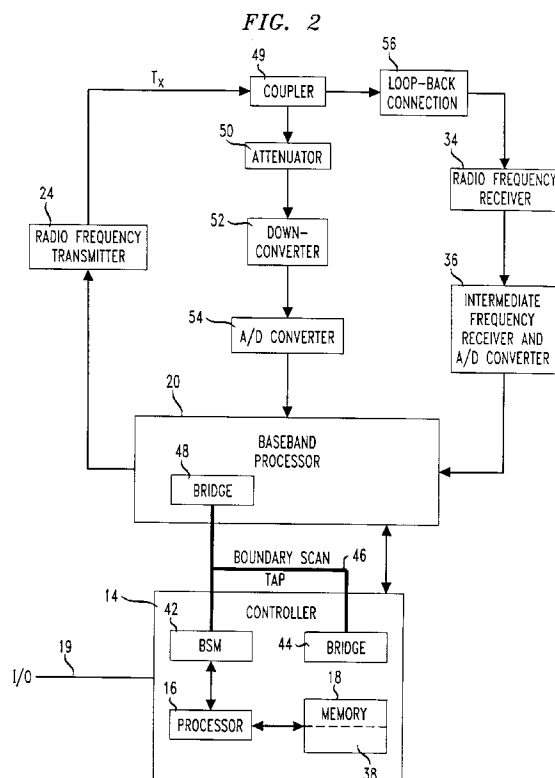 FIG. 2
49
56
Tx
COUPLER
LOOP-BACK
CONNECTION
50
34
ATTENUATOR
24
RADIO FREQUENCY
RECEIVER
52
RADIO FREQUENCY
TRANSMITTER
DOWN-
CONVERTER
36
54
INTERMEDIATE
FREQUENCY
RECEIVER AND
A/D CONVERTER
A/D CONVERTER
20
BASEBAND
PROCESSOR
48
BRIDGE
BOUNDARY SCAN
46
TAP
14
CONTROLLER
42
BSM
44
BRIDGE
19
I/O
16
18
PROCESSOR
MEMORY
38